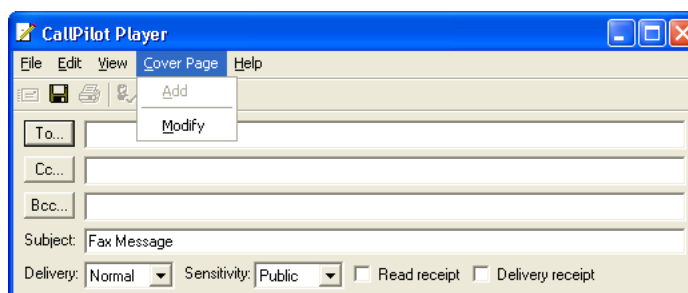 CallPilot Player
File Edit View Cover Page Help
Add
Modify
To...
Cc...
Bcc...
Subject: Fax Message
Delivery: Normal Sensitivity: Public Read receipt Delivery receipt